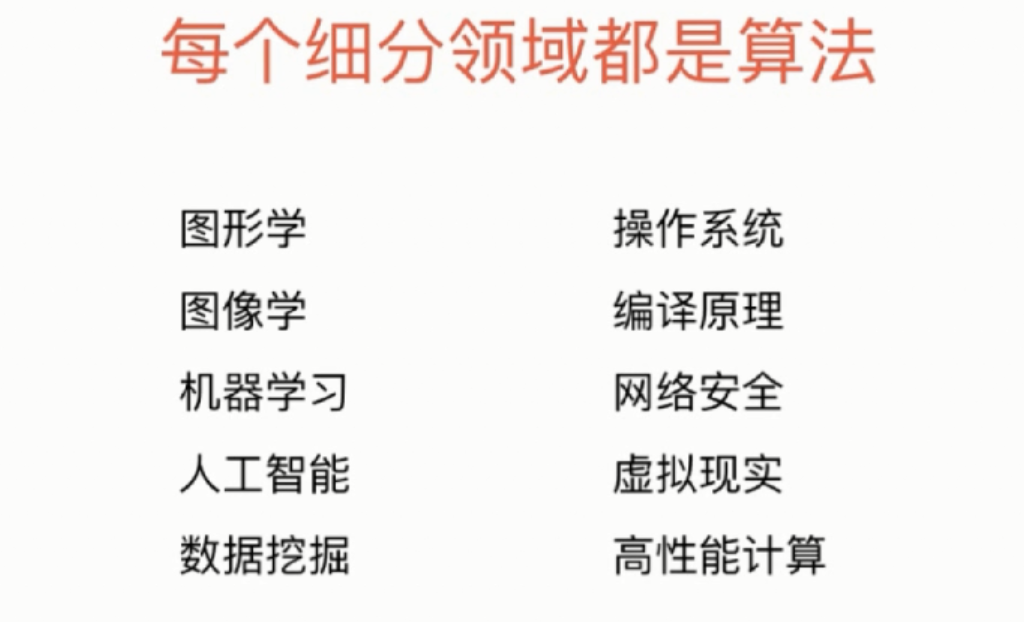 每个细分领域都是算法
图形学
图像学
机器学习
人工智能
数据挖掘
操作系统
编译原理
网络安全
虚拟现实
高性能计算